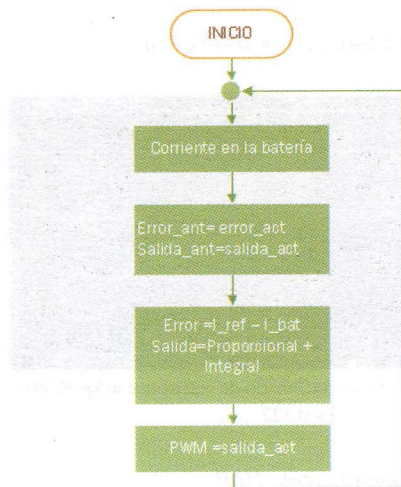 INICIO
Corriente en la batería
Error_ant= error_act
Salida_ant=salida_act
Error =I_ref – I_bat
Salida=Proporcional +
Integral
PWM =salida_act